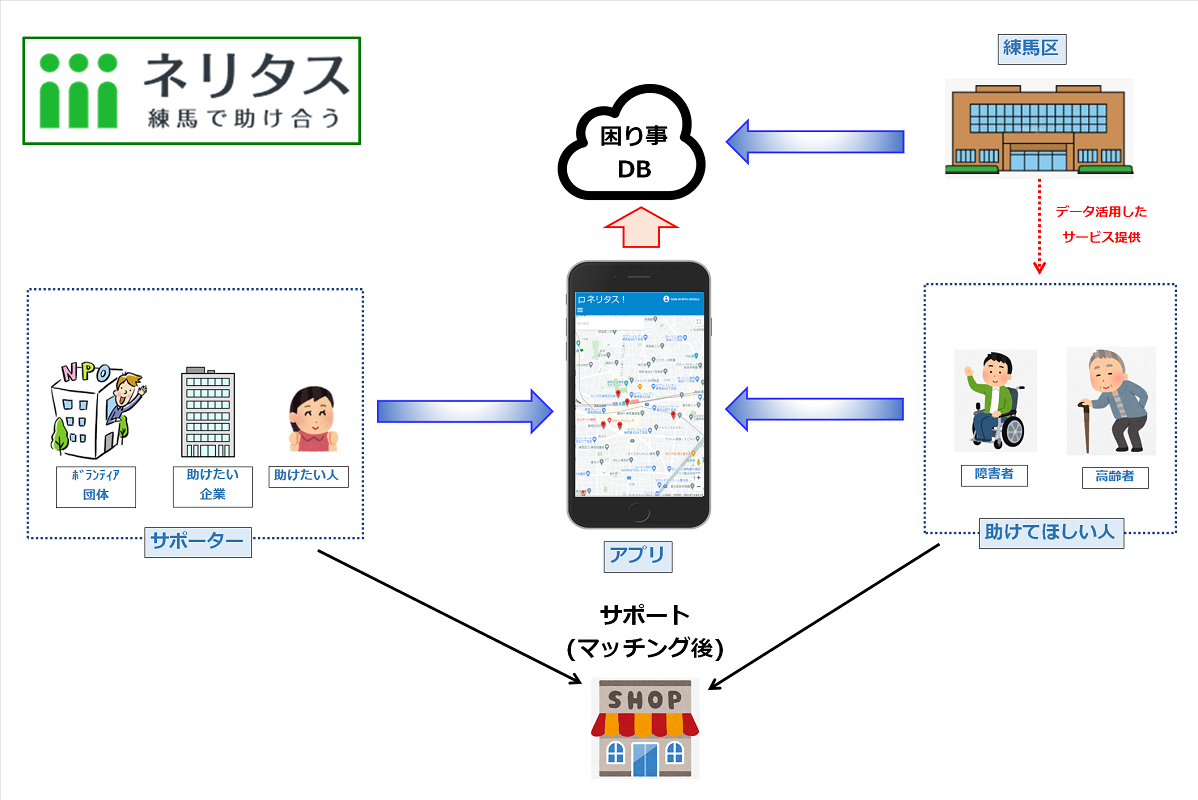 ネリタス
練馬で助け合う
練馬区
困り事
DB
データ活用した
サービス提供
ネリタス！
SIGN IN WITH GOOGLE
NPO
ﾎﾞﾗﾝﾃｨｱ
団体
助けたい
企業
助けたい人
サポーター
アプリ
障害者
高齢者
助けてほしい人
サポート
(マッチング後)
SHOP